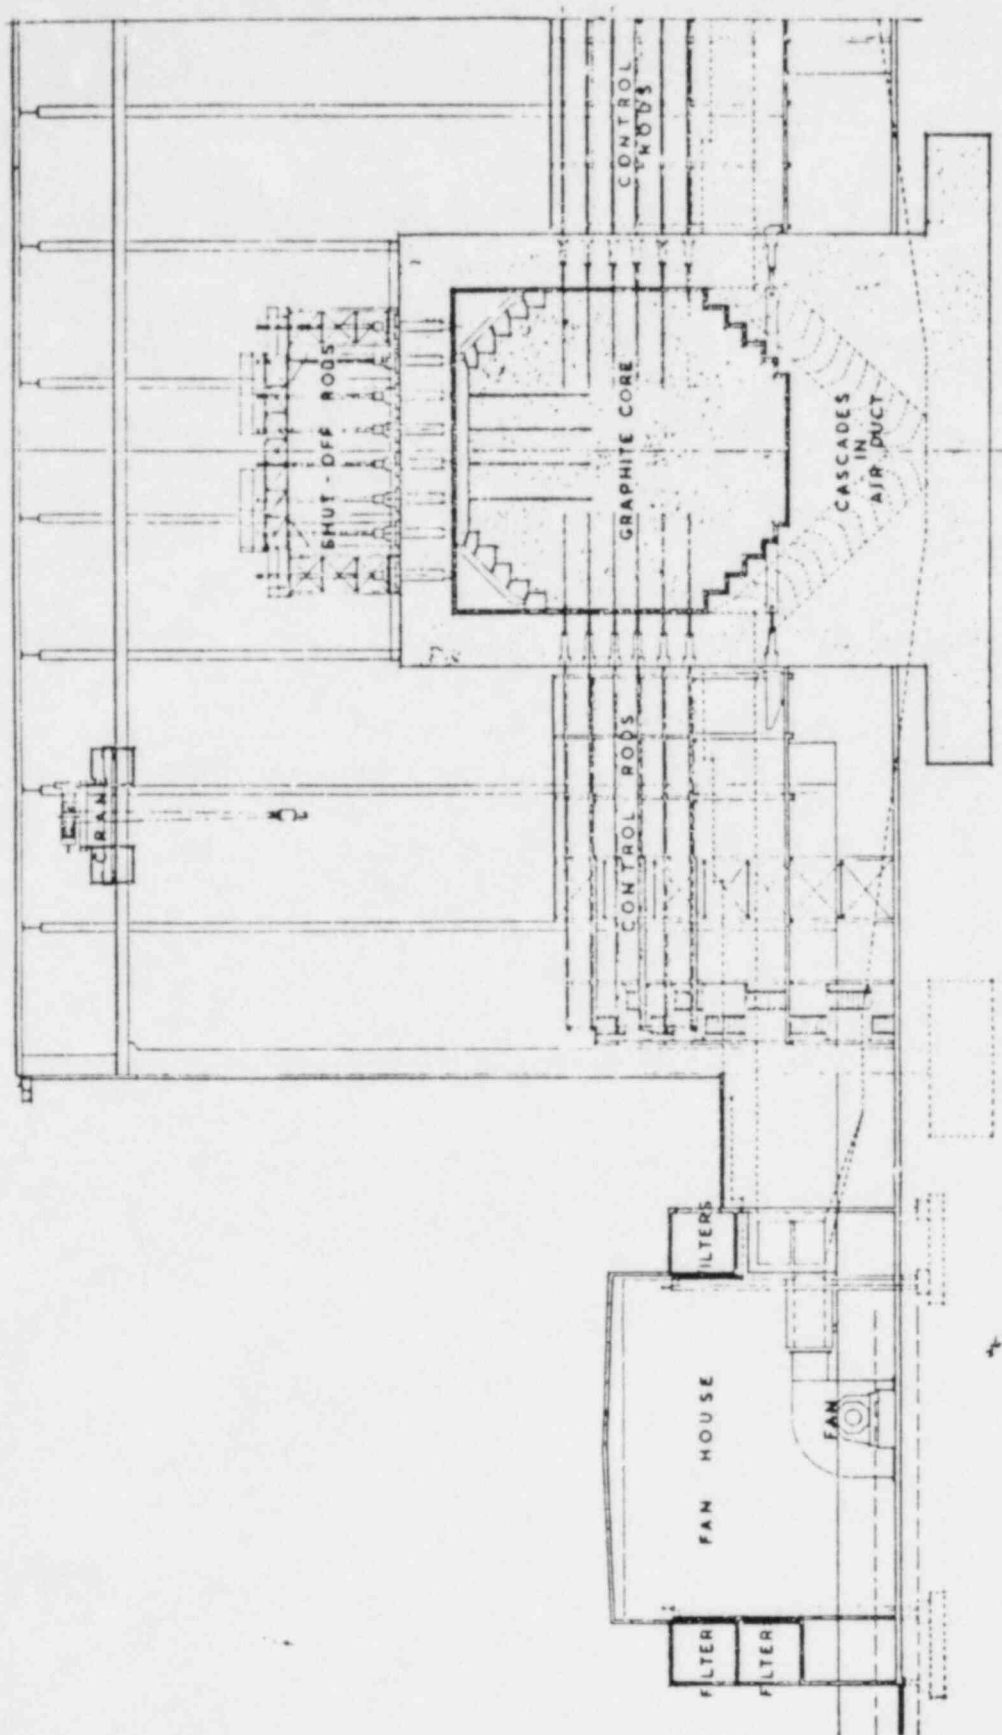 CONTROL
RODS
SHUT-OFF RODS
GRAPHITE CORE
CASCADES
IN
AIR DUCT
CRANE
CONTROL RODS
FILTERS
FAN HOUSE
FAN
FILTER
FILTER